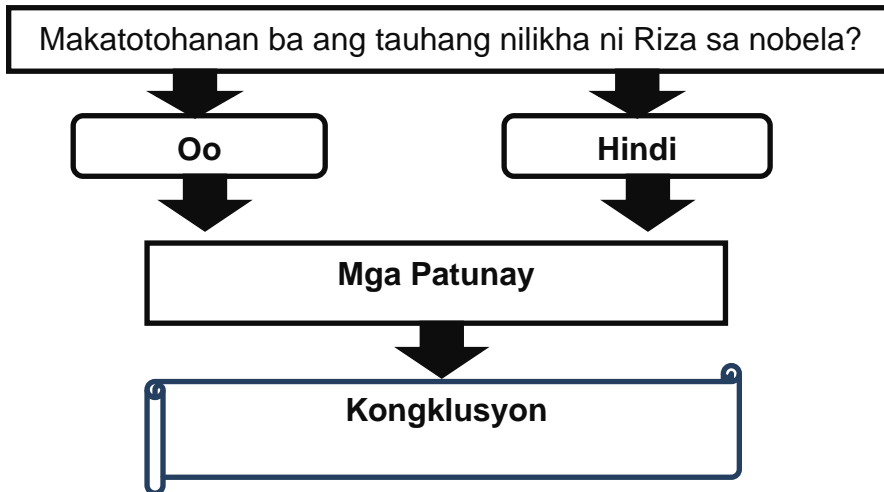 Makatotohanan ba ang tauhang nilikha ni Riza sa nobela?
Oo
Hindi
Mga Patunay
Kongklusyon